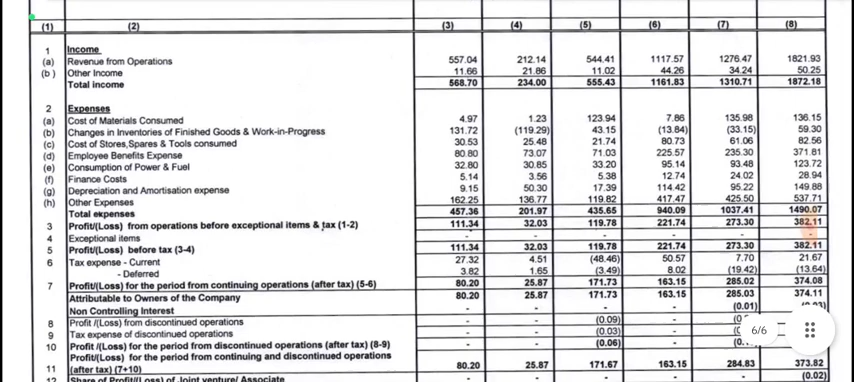 (1) (2) (3) (4) (5) (6) (7) (8)
1 Income
(a) Revenue from Operations 557.04 212.14 544.41 1117.57 1276.47 1821.93
(b) Other Income 11.66 21.86 11.02 44.26 34.24 50.25
Total income 568.70 234.00 555.43 1161.83 1310.71 1872.18
2 Expenses
(a) Cost of Materials Consumed 4.97 1.23 123.94 7.86 135.98 136.15
(b) Changes in Inventories of Finished Goods & Work-in-Progress 131.72 (119.29) 43.15 (13.84) (33.15) 59.30
(c) Cost of Stores,Spares & Tools consumed 30.53 25.48 21.74 80.73 61.06 82.56
(d) Employee Benefits Expense 80.80 73.07 71.03 225.57 235.30 371.81
(e) Consumption of Power & Fuel 32.80 30.85 33.20 95.14 93.48 123.72
(f) Finance Costs 5.14 3.56 5.38 12.74 24.02 28.94
(g) Depreciation and Amortisation expense 9.15 50.30 17.39 114.42 95.22 149.88
(h) Other Expenses 162.25 136.77 119.82 417.47 425.50 537.71
Total expenses 457.36 201.97 435.65 940.09 1037.41 1490.07
3 Profit/(Loss) from operations before exceptional items & tax (1-2) 111.34 32.03 119.78 221.74 273.30 382.11
4 Exceptional items - - - - - -
5 Profit/(Loss) before tax (3-4) 111.34 32.03 119.78 221.74 273.30 382.11
6 Tax expense - Current 27.32 4.51 (48.46) 50.57 7.70 21.67
- Deferred 3.82 1.65 (3.49) 8.02 (19.42) (13.64)
7 Profit/(Loss) for the period from continuing operations (after tax) (5-6) 80.20 25.87 171.73 163.15 285.02 374.08
Attributable to Owners of the Company 80.20 25.87 171.73 163.15 285.03 374.11
Non Controlling Interest - - - - (0.01)
8 Profit /(Loss) from discontinued operations - - (0.09) -
9 Tax expense of discontinued operations - - (0.03) -
10 Profit /(Loss) for the period from discontinued operations (after tax) (8-9) - - (0.06) -
6/6
Profit/(Loss) for the period from continuing and discontinued operations
11 (after tax) (7+10) 80.20 25.87 171.67 163.15 284.83 373.82
12 Share of Profit/(Loss) of Joint venture/ Associate - - - - - (0.02)